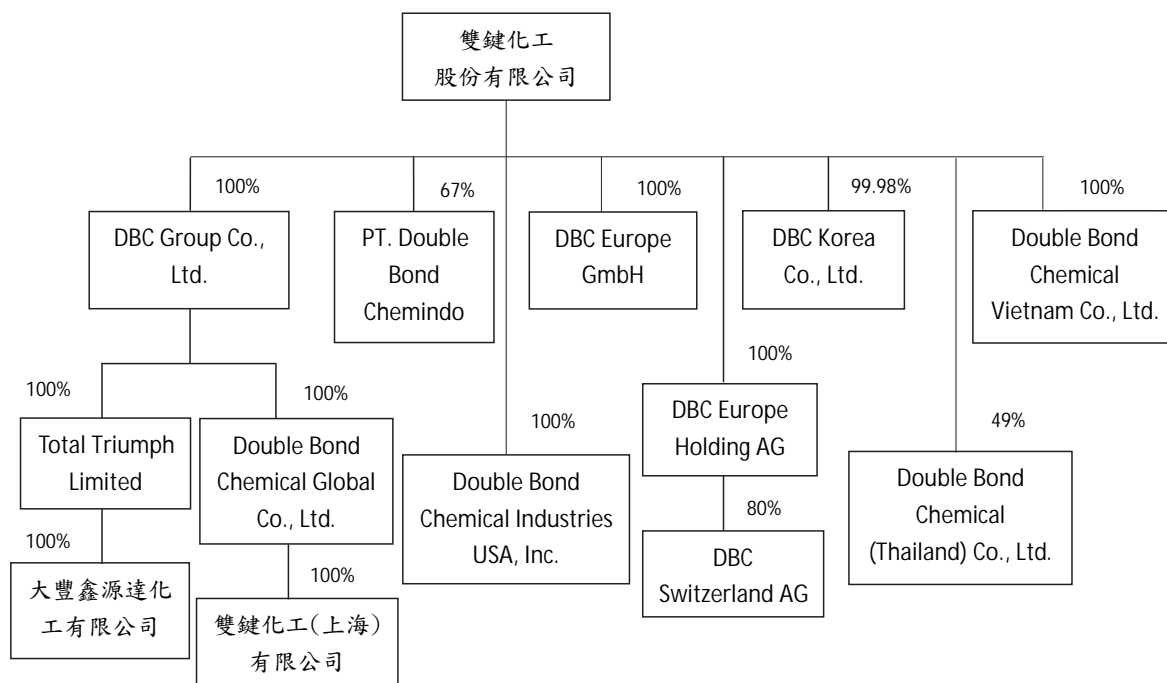 雙鍵化工
股份有限公司
100%
67%
100%
99.98%
100%
DBC Group Co.,
Ltd.
PT. Double
Bond
Chemindo
DBC Europe
GmbH
DBC Korea
Co., Ltd.
Double Bond
Chemical
Vietnam Co., Ltd.
100%
100%
100%
100%
49%
Total Triumph
Limited
Double Bond
Chemical Global
Co., Ltd.
Double Bond
Chemical Industries
USA, Inc.
DBC Europe
Holding AG
Double Bond
Chemical
(Thailand) Co., Ltd.
100%
100%
80%
大豐鑫源達化
工有限公司
雙鍵化工(上海)
有限公司
DBC
Switzerland AG